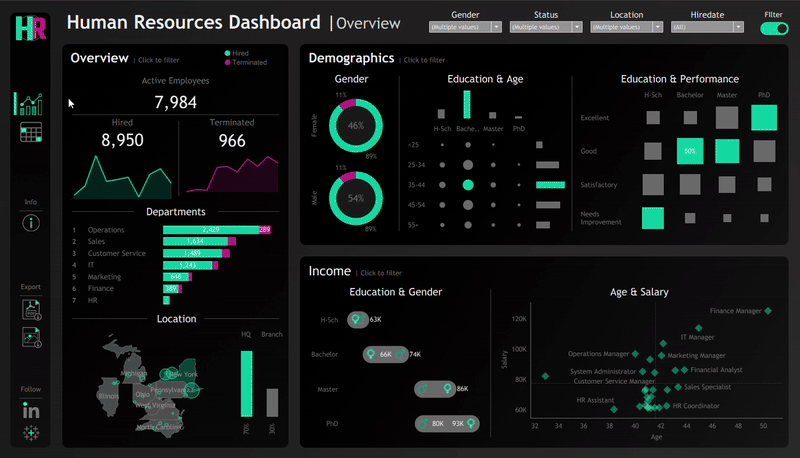 HR
Human Resources Dashboard | Overview
Gender
(Multiple values)
Status
(Multiple values)
Location
(Multiple values)
Hiredate
(All)
Filter
Overview | Click to filter
Hired
Terminated
Active Employees
7,984
Hired
8,950
Terminated
966
Departments
1 Operations 2,429 289
2 Sales 1,634
3 Customer Service 1,489
4 IT 1,243
5 Marketing 648
6 Finance 389
7 HR
Location
Michigan
New York
Illinois
Ohio
Pennsylvania
West Virginia
North Carolina
HQ
Branch
70%
30%
Demographics | Click to filter
Gender
Female
11%
46%
89%
Male
11%
54%
89%
Education & Age
H-Sch
Bache..
Master
PhD
<25
25-34
35-44
45-54
55+
Education & Performance
H-Sch
Bachelor
Master
PhD
Excellent
Good
50%
Satisfactory
Needs
Improvement
Income | Click to filter
Education & Gender
H-Sch
63K
Bachelor
66K
74K
Master
86K
PhD
80K
93K
Age & Salary
Salary
120K
100K
80K
60K
Finance Manager
IT Manager
Operations Manager
Marketing Manager
System Administrator
Financial Analyst
Customer Service Manager
Sales Specialist
HR Assistant
HR Coordinator
32 34 36 38 40 42 44 46 48 50
Age
Info
Export
Follow
in